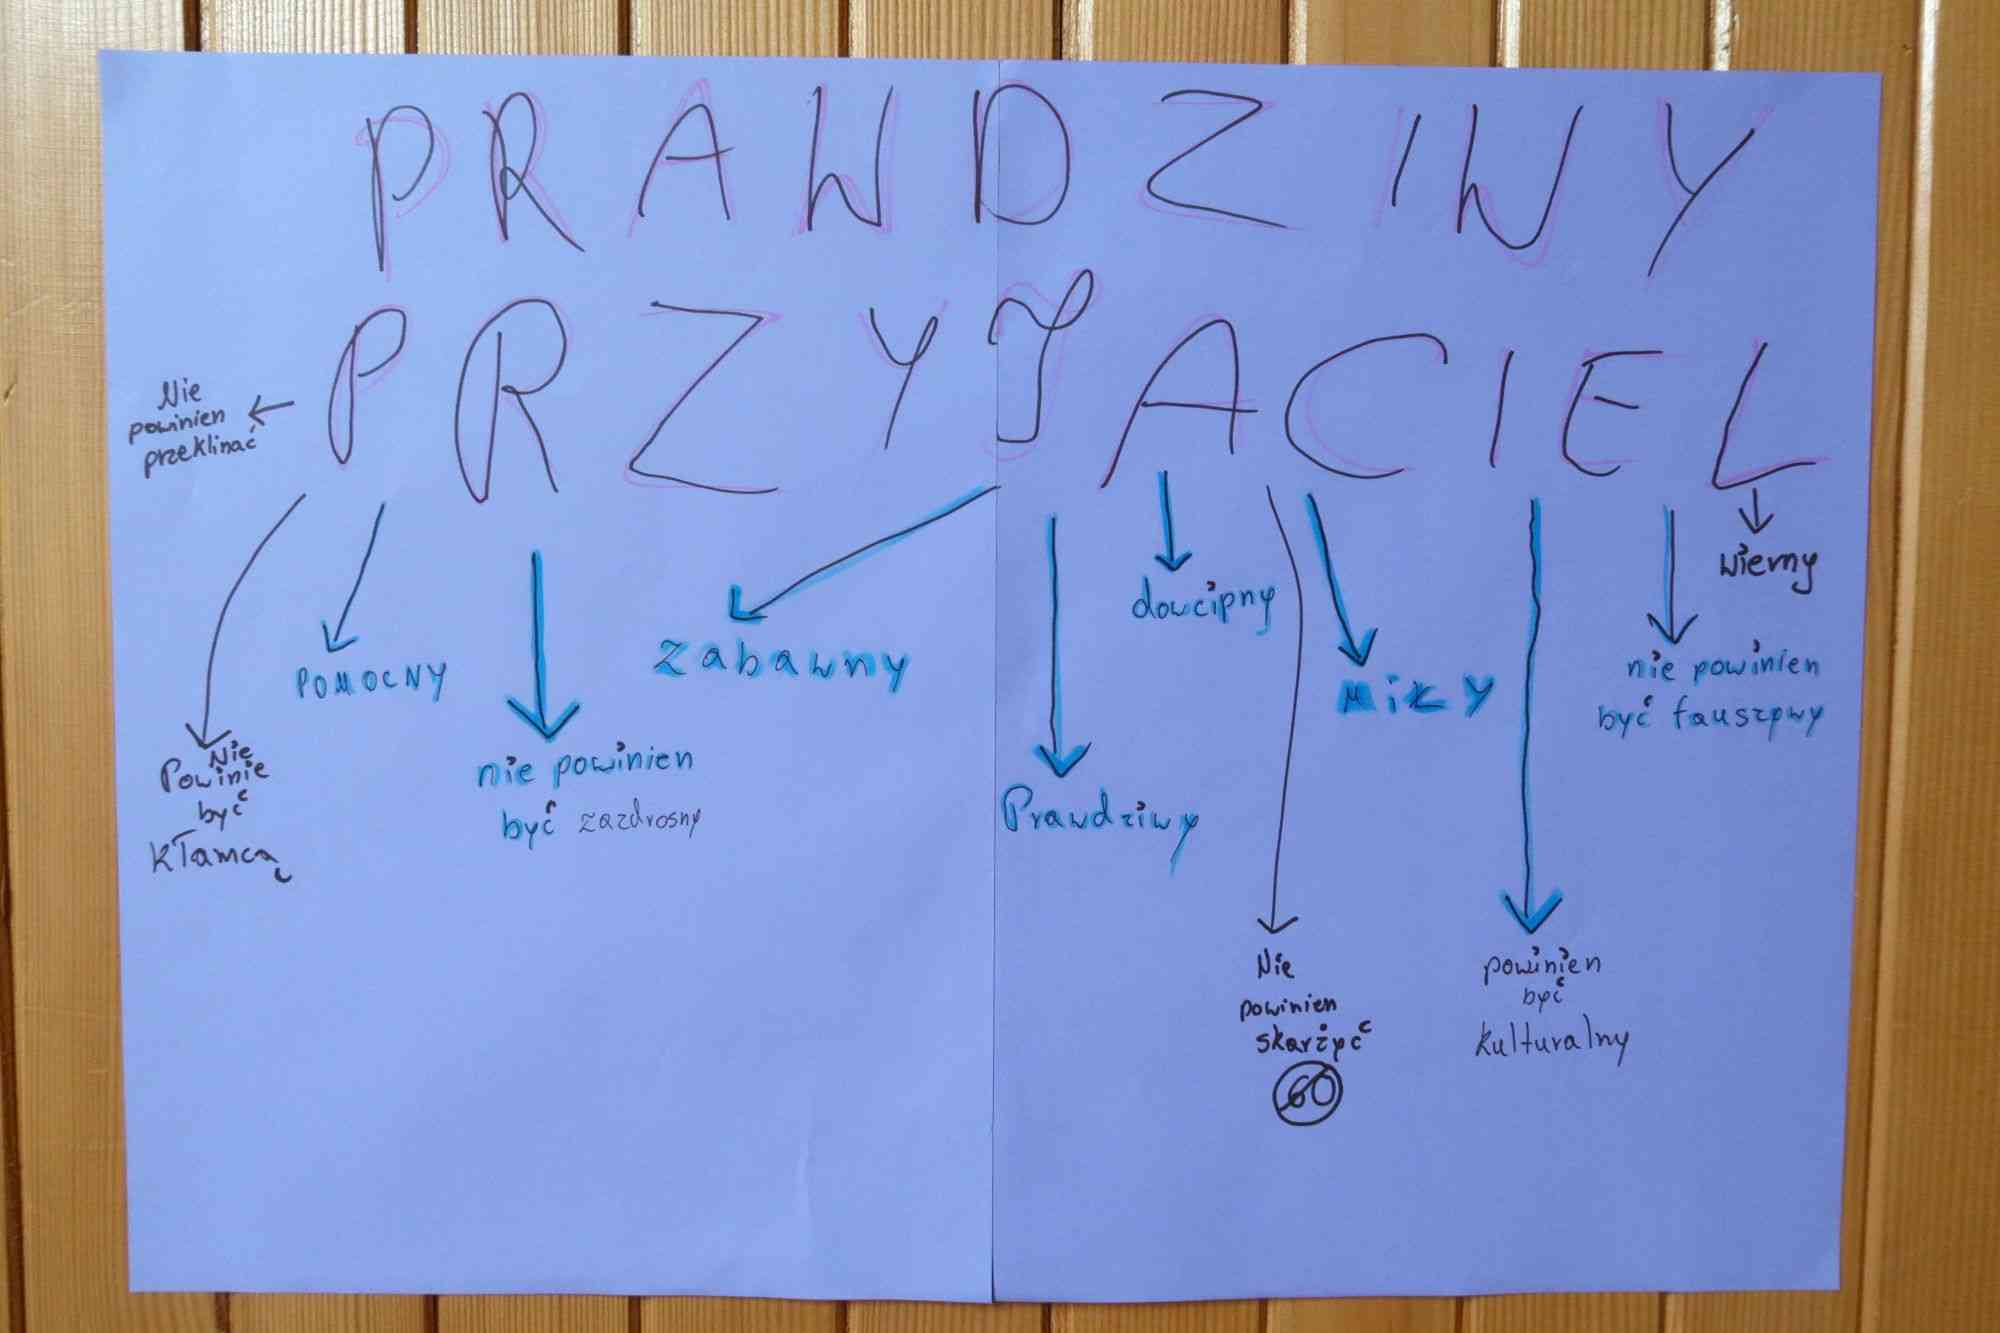 PRAWDZIWY
PRZYJACIEL
Nie
powinien
przeklinać
wierny
dowcipny
zabawny
POMOCNY
miły
nie powinien
być fauszywy
Nie
Powinie
być
kłamcą
nie powinien
być zazdrosny
Prawdziwy
Nie
powinien
skarżyć
60
powinien
być
kulturalny